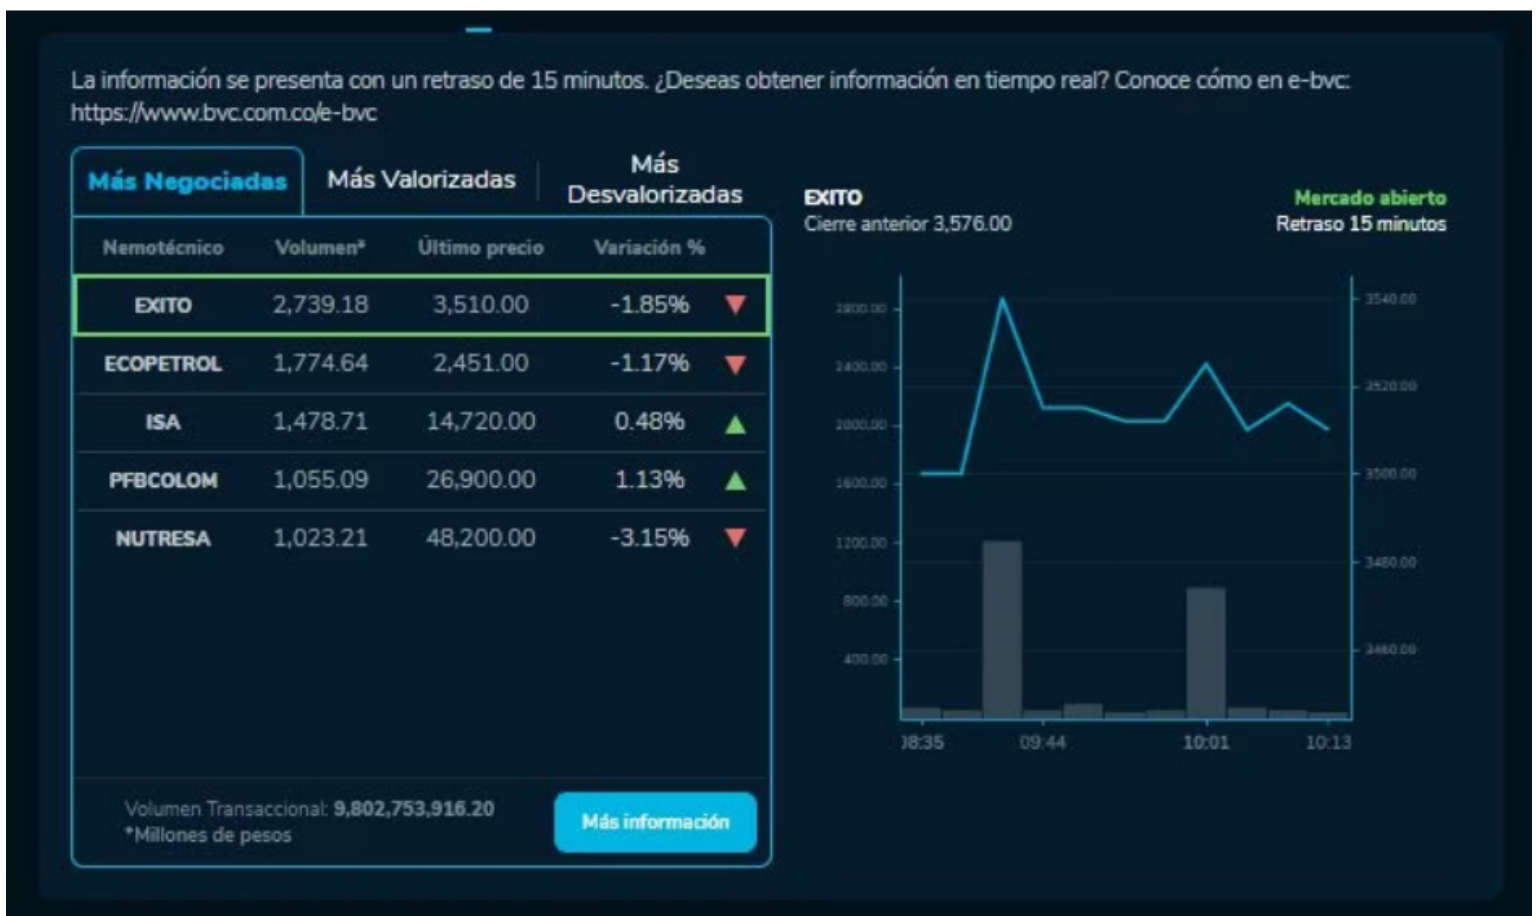 La información se presenta con un retraso de 15 minutos. ¿Deseas obtener información en tiempo real? Conoce cómo en e-bvc:
https://www.bvc.com.co/e-bvc
Más Negociadas
Más Valorizadas
Más
Desvalorizadas
Nemotécnico Volumen* Último precio Variación %
EXITO 2,739.18 3,510.00 -1.85% ▼
ECOPETROL 1,774.64 2,451.00 -1.17% ▼
ISA 1,478.71 14,720.00 0.48% ▲
PFBCOLOM 1,055.09 26,900.00 1.13% ▲
NUTRESA 1,023.21 48,200.00 -3.15% ▼
Volumen Transaccional: 9,802,753,916.20
*Millones de pesos
Más información
EXITO
Cierre anterior 3,576.00
Mercado abierto
Retraso 15 minutos
2800.00
2400.00
2000.00
1600.00
1200.00
800.00
400.00
3540.00
3520.00
3500.00
3480.00
3460.00
08:35 09:44 10:01 10:13